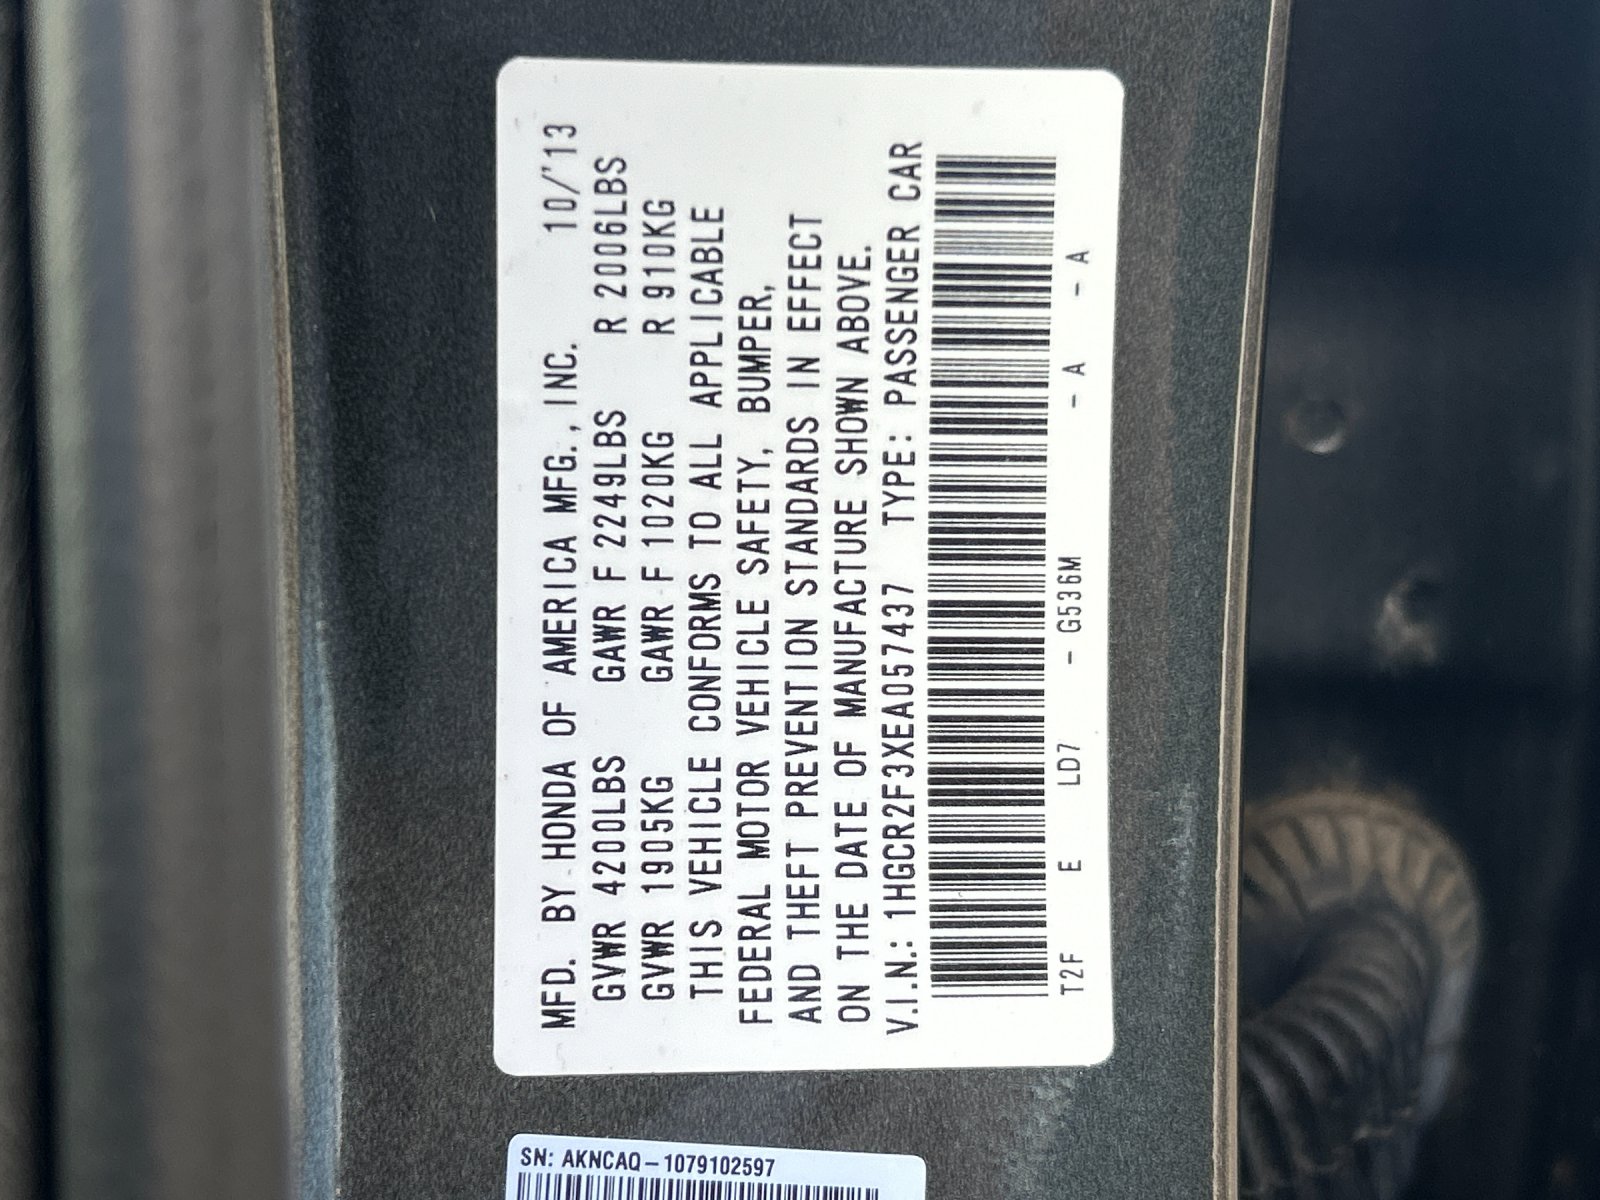 MFD. BY HONDA OF AMERICA MFG., INC. 10/'13
GVWR 4200LBS GAWR F 2249LBS R 2006LBS
GVWR 1905KG GAWR F 1020KG R 910KG
THIS VEHICLE CONFORMS TO ALL APPLICABLE
FEDERAL MOTOR VEHICLE SAFETY, BUMPER,
AND THEFT PREVENTION STANDARDS IN EFFECT
ON THE DATE OF MANUFACTURE SHOWN ABOVE.
V.I.N.: 1HGCR2F3XEA057437 TYPE: PASSENGER CAR
T2F E LD7 - G536M - A - A
SN: AKNCAQ-1079102597